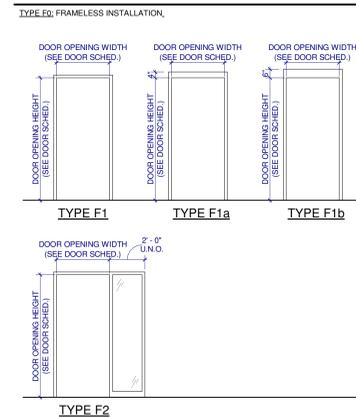 TYPE F0: FRAMELESS INSTALLATION.
DOOR OPENING WIDTH
(SEE DOOR SCHED.)
DOOR OPENING HEIGHT
(SEE DOOR SCHED.)
TYPE F1
DOOR OPENING WIDTH
(SEE DOOR SCHED.)
4"
DOOR OPENING HEIGHT
(SEE DOOR SCHED.)
TYPE F1a
DOOR OPENING WIDTH
(SEE DOOR SCHED.)
6"
DOOR OPENING HEIGHT
(SEE DOOR SCHED.)
TYPE F1b
DOOR OPENING WIDTH
(SEE DOOR SCHED.)
2' - 0"
U.N.O.
DOOR OPENING HEIGHT
(SEE DOOR SCHED.)
TYPE F2